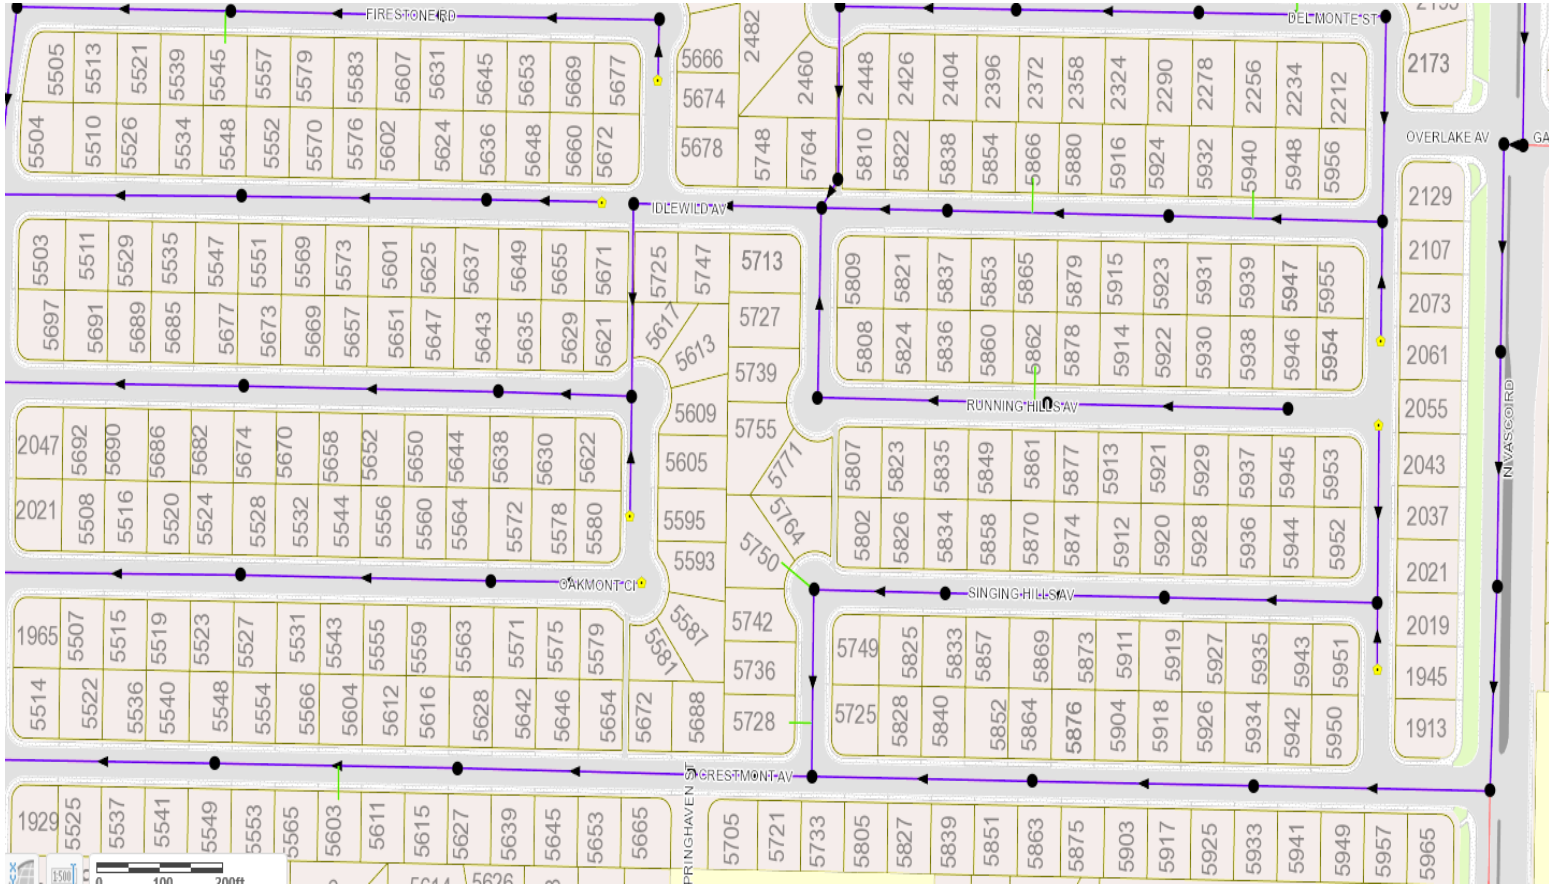 FIRESTONE RD
DEL MONTE ST
5505 5513 5521 5539 5545 5557 5579 5583 5607 5631 5645 5653 5669 5677
5666
2482
2460
2448 2426 2404 2396 2372 2358 2324 2290 2278 2256 2234 2212
2173
5674
5504 5510 5526 5534 5548 5552 5570 5576 5602 5624 5636 5648 5660 5672
5678
5748 5764 5810 5822 5838 5854 5866 5880 5916 5924 5932 5940 5948 5956
OVERLAKE AV
GA
2129
IDLEWILD AV
5503 5511 5529 5535 5547 5551 5569 5573 5601 5625 5637 5649 5655 5671
5725 5747 5713
5809 5821 5837 5853 5865 5879 5915 5923 5931 5939 5947 5955
2107
5697 5691 5689 5685 5677 5673 5669 5657 5651 5647 5643 5635 5629 5621
5617 5613
5727
5808 5824 5836 5860 5862 5878 5914 5922 5930 5938 5946 5954
2073
2061
5739
RUNNING HILLS AV
N VASCO RD
2055
5609
5755
2047 5692 5690 5686 5682 5674 5670 5658 5652 5650 5644 5638 5630 5622
5605
5771
5807 5823 5835 5849 5861 5877 5913 5921 5929 5937 5945 5953
2043
2021 5508 5516 5520 5524 5528 5532 5544 5556 5560 5564 5572 5578 5580
5595
5764
5802 5826 5834 5858 5870 5874 5912 5920 5928 5936 5944 5952
2037
5593
5750
OAKMONT CI
SINGING HILLS AV
2021
1965 5507 5515 5519 5523 5527 5531 5543 5555 5559 5563 5571 5575 5579
5587
5581
5742
5749 5825 5833 5857 5869 5873 5911 5919 5927 5935 5943 5951
2019
5736
1945
5514 5522 5536 5540 5548 5554 5566 5604 5612 5616 5628 5642 5646 5654
5672 5688 5728
5725 5828 5840 5852 5864 5876 5904 5918 5926 5934 5942 5950
1913
CRESTMONT AV
PRINGHAVEN ST
1929 5525 5537 5541 5549 5553 5565 5603 5611 5615 5627 5639 5645 5653 5665
5705 5721 5733 5805 5827 5839 5851 5863 5875 5903 5917 5925 5933 5941 5949 5957 5965
5626
1:500
0 100 200ft